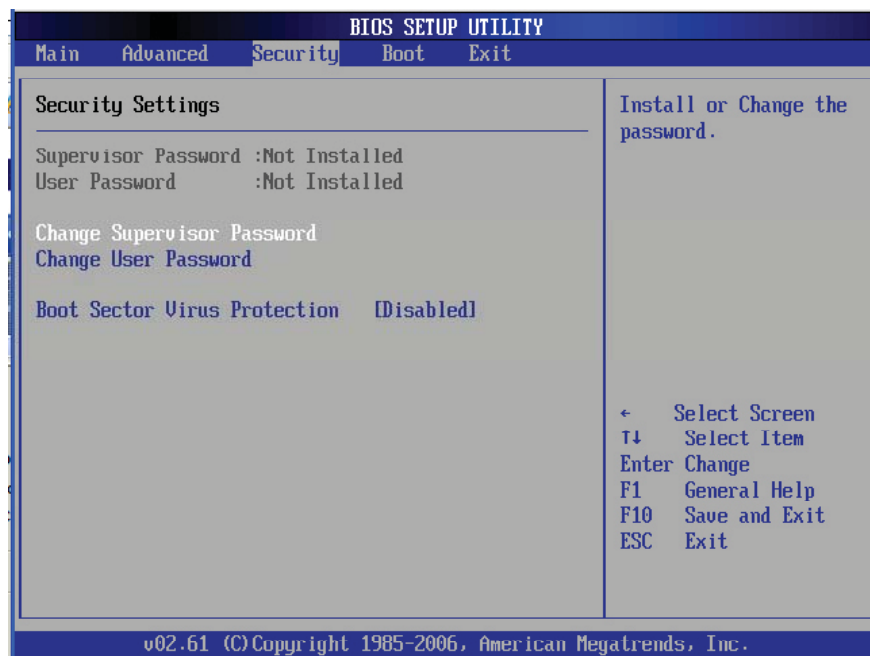 BIOS SETUP UTILITY
Main Advanced Security Boot Exit
Security Settings
Supervisor Password :Not Installed
User Password :Not Installed
Change Supervisor Password
Change User Password
Boot Sector Virus Protection [Disabled]
Install or Change the
password.
← Select Screen
↑↓ Select Item
Enter Change
F1 General Help
F10 Save and Exit
ESC Exit
v02.61 (C)Copyright 1985-2006, American Megatrends, Inc.